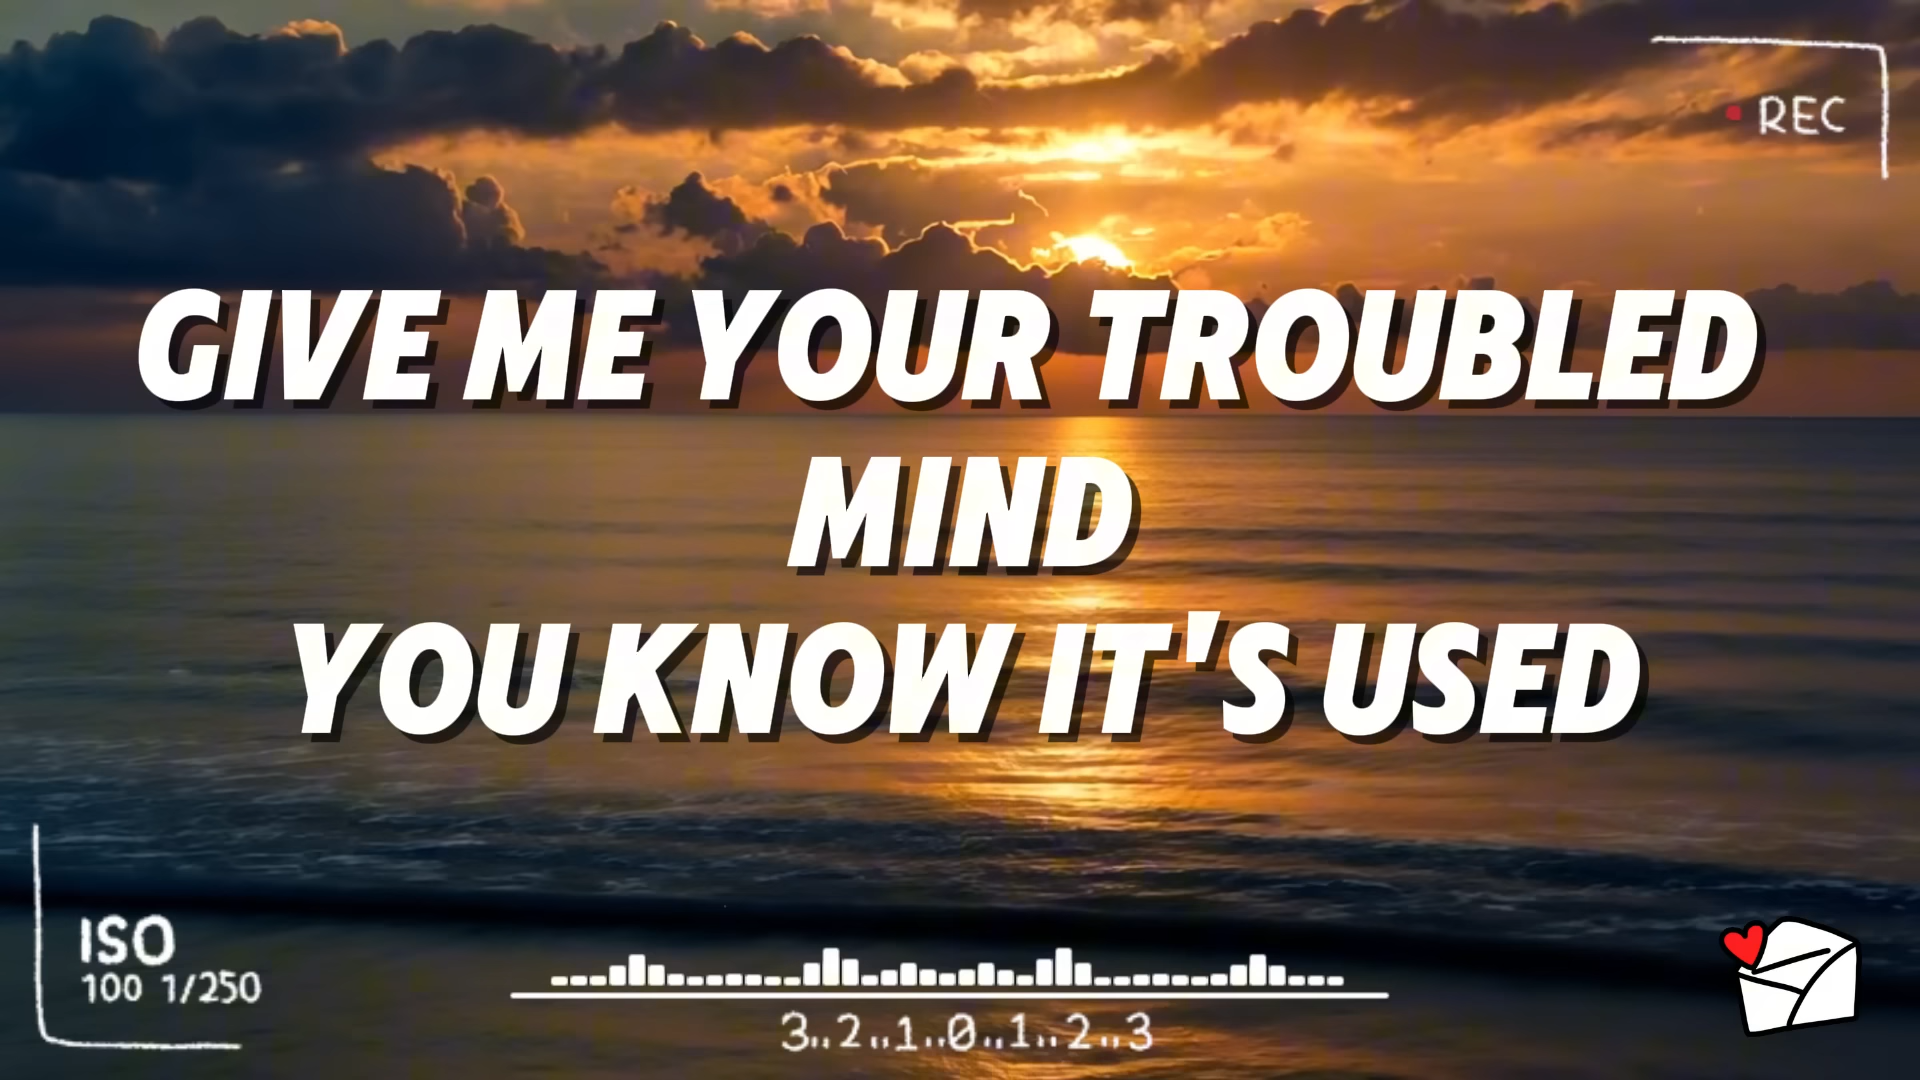 REC
GIVE ME YOUR TROUBLED
MIND
YOU KNOW IT'S USED
ISO
100 1/250
3..2..1..0..1..2..3